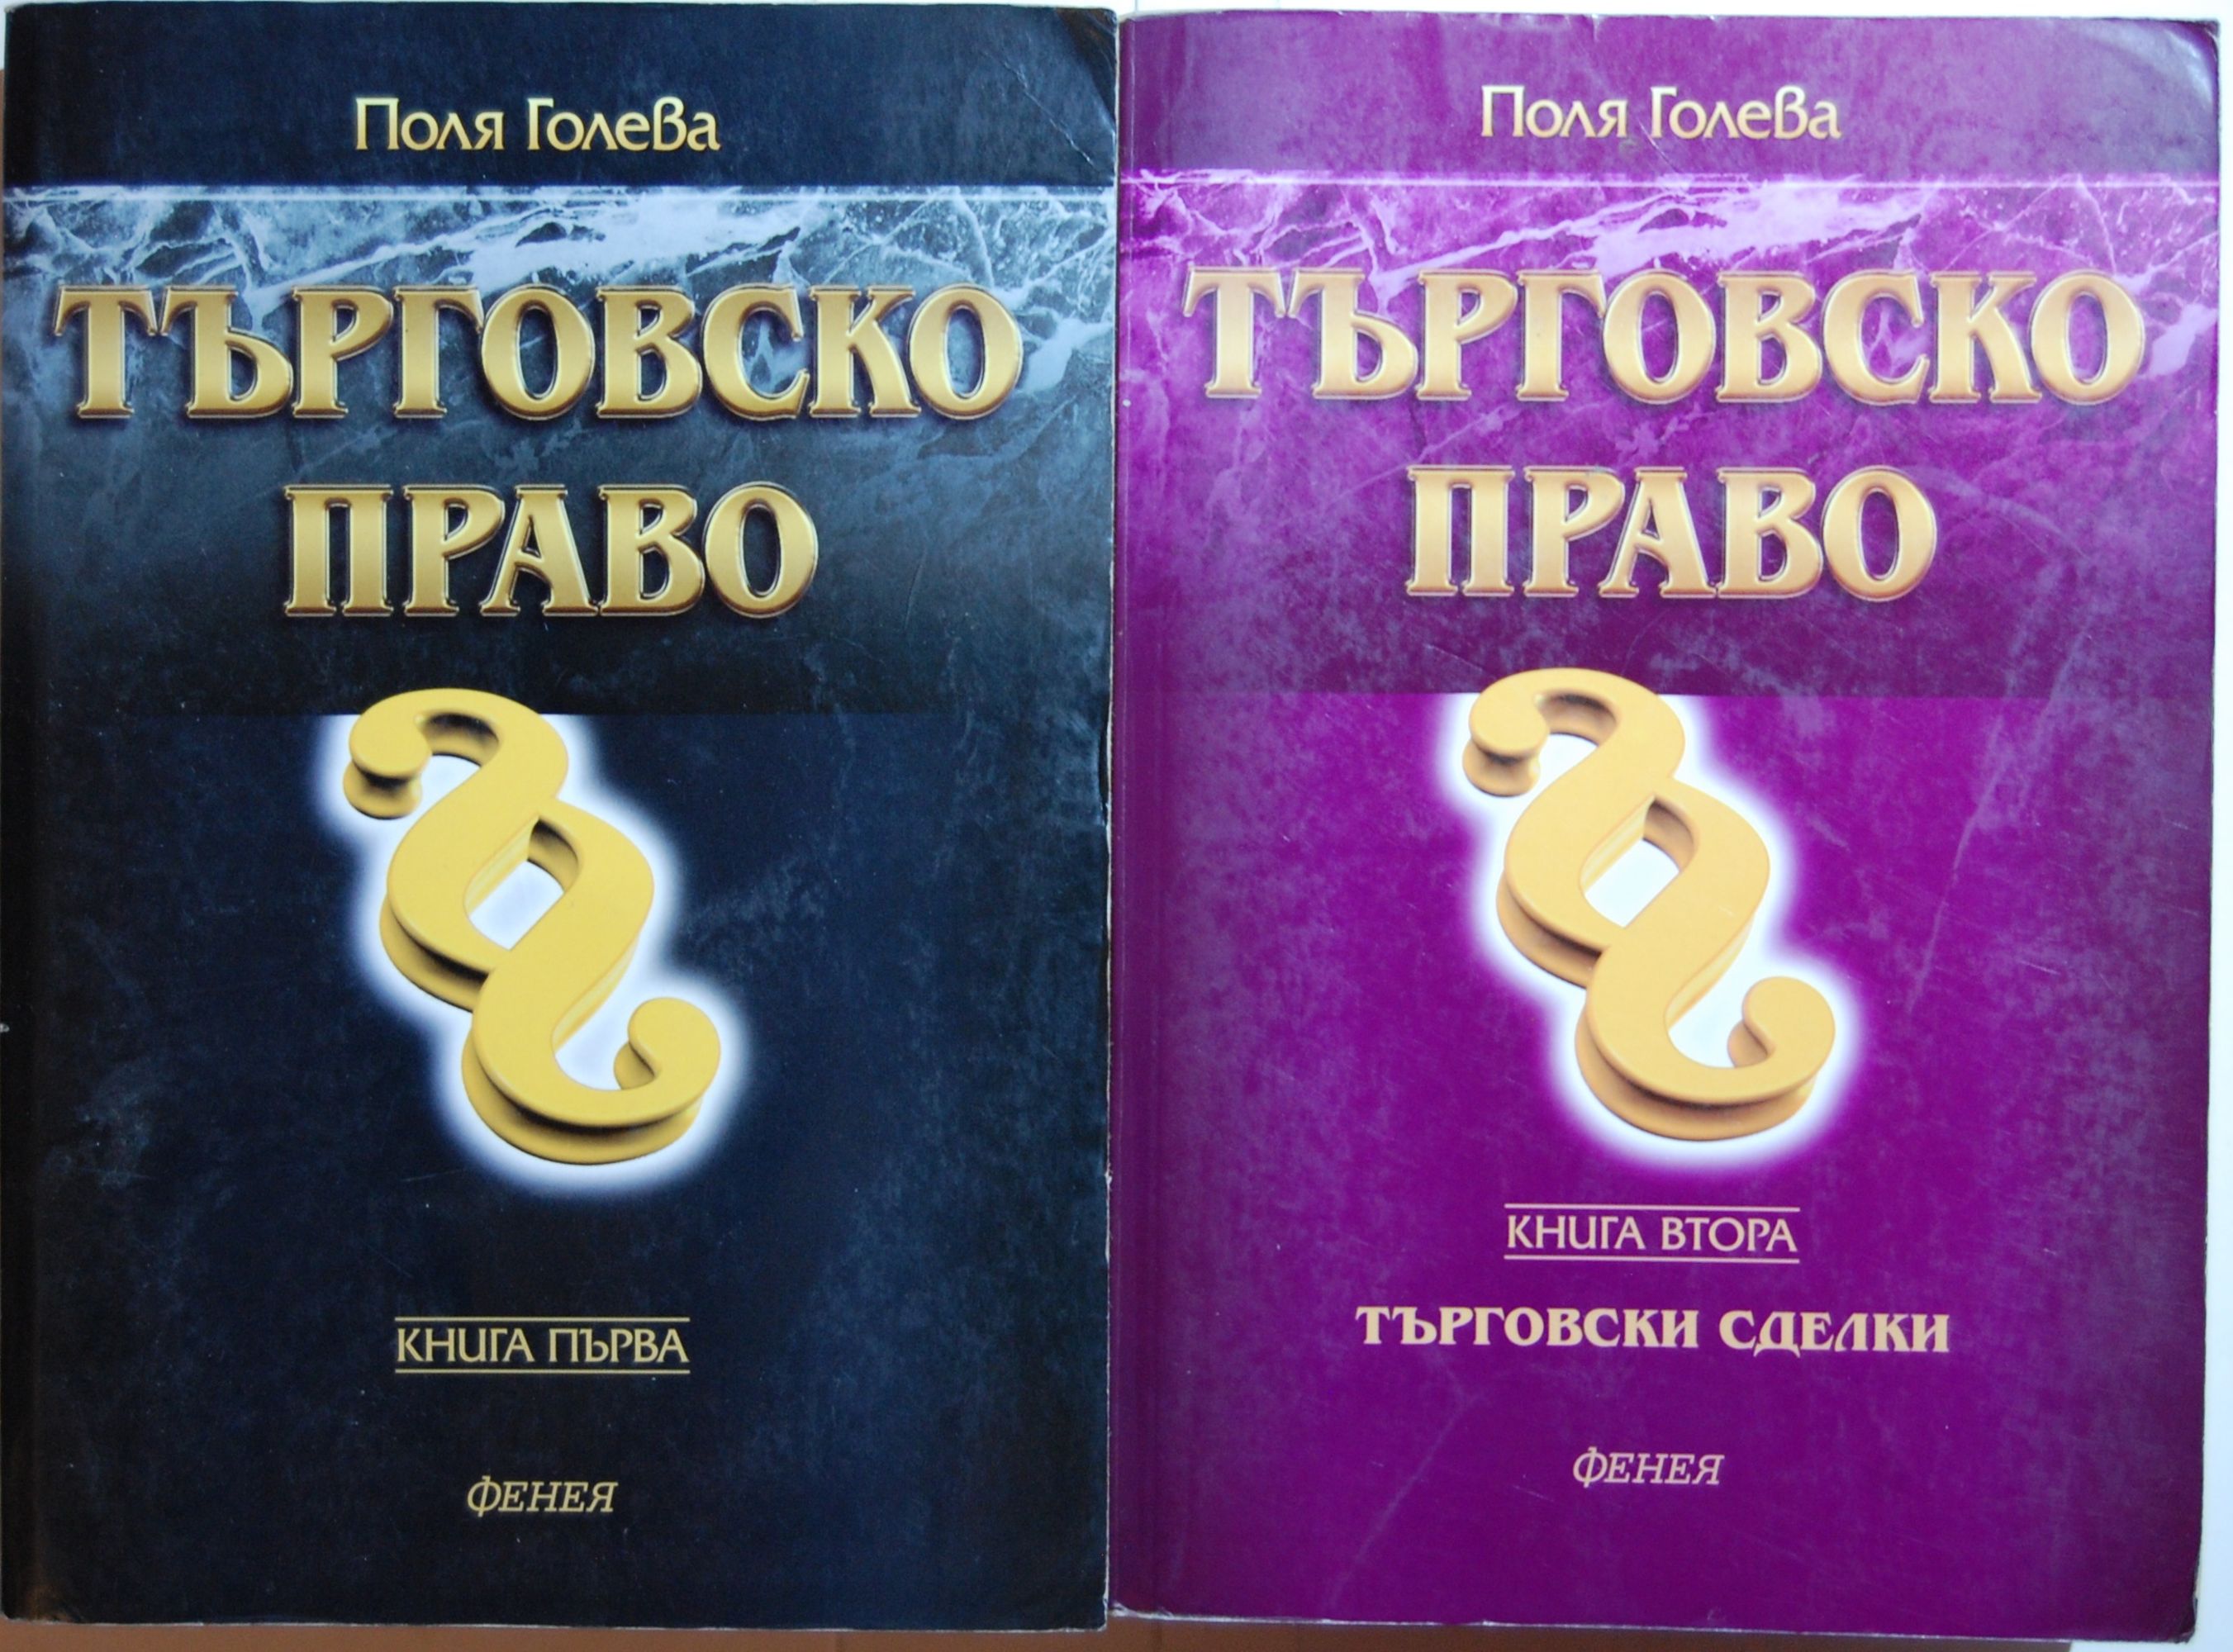 Поля Голева
ТЪРГОВСКО
ПРАВО
КНИГА ПЪРВА
ФЕНЕЯ
Поля Голева
ТЪРГОВСКО
ПРАВО
КНИГА ВТОРА
ТЪРГОВСКИ СДЕЛКИ
ФЕНЕЯ